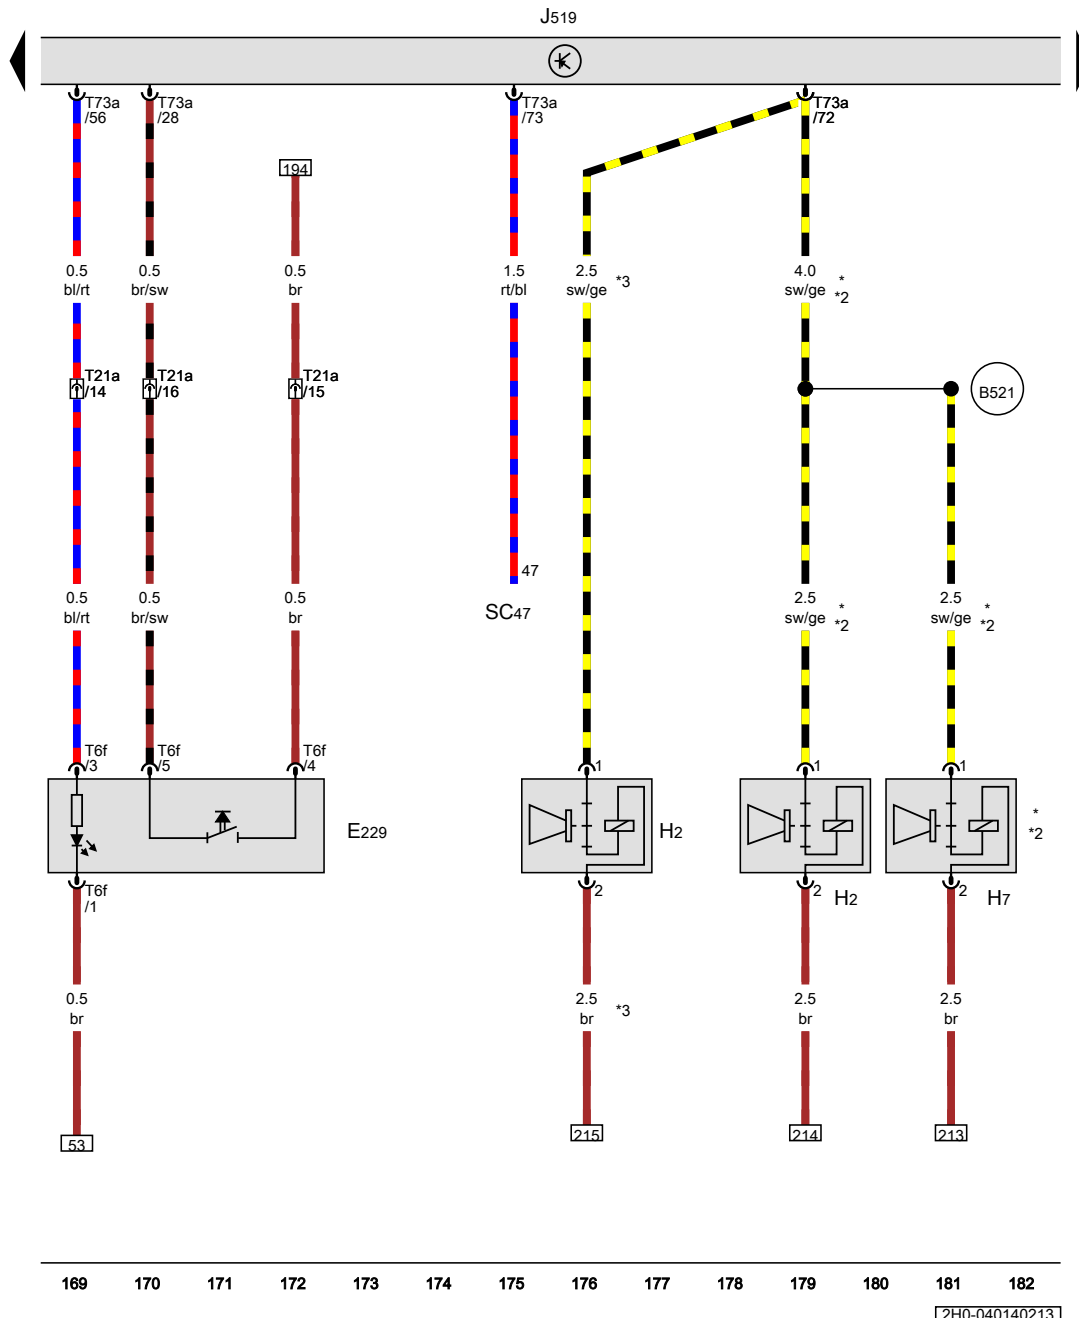 J519
T73a
/56
T73a
/28
T73a
/73
T73a
/72
194
0.5
bl/rt
0.5
br/sw
0.5
br
1.5
rt/bl
2.5
sw/ge
*3
4.0
sw/ge
*
*2
T21a
/14
T21a
/16
T21a
/15
B521
47
SC47
0.5
bl/rt
0.5
br/sw
0.5
br
2.5
sw/ge
*
*2
2.5
sw/ge
*
*2
T6f
/3
T6f
/5
T6f
/4
1
1
1
E229
H2
*
*2
T6f
/1
2
2
H2
2
H7
0.5
br
2.5
br
*3
2.5
br
2.5
br
53
215
214
213
169 170 171 172 173 174 175 176 177 178 179 180 181 182
2H0-040140213